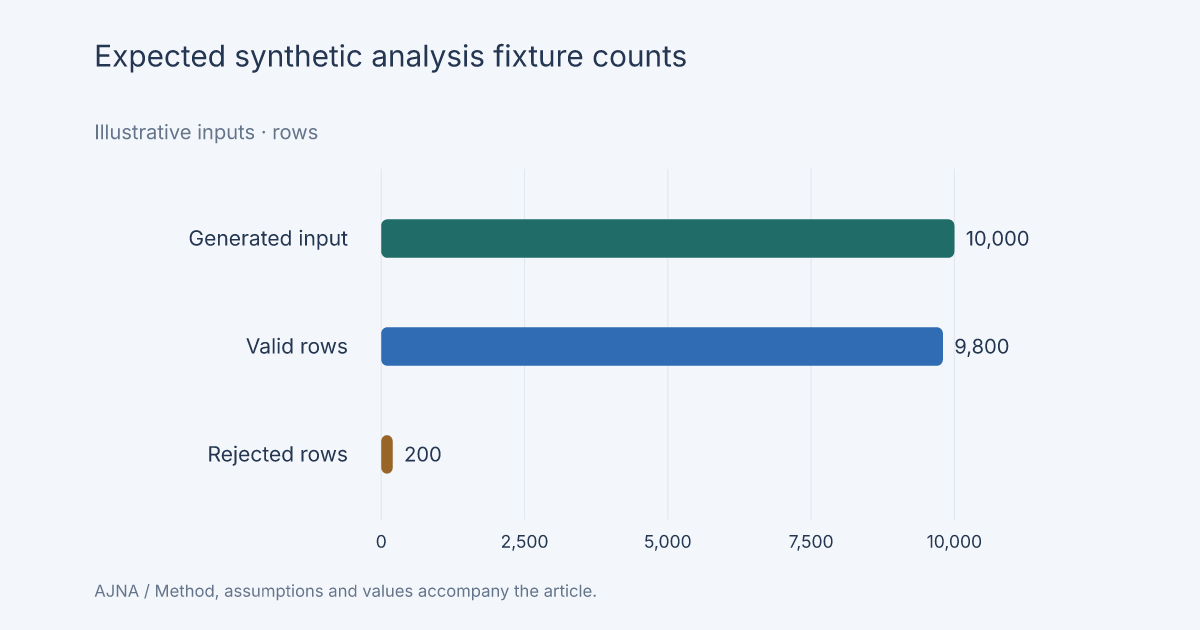 Expected synthetic analysis fixture counts
Illustrative inputs · rows
Generated input 10,000
Valid rows 9,800
Rejected rows 200
0 2,500 5,000 7,500 10,000
AJNA / Method, assumptions and values accompany the article.